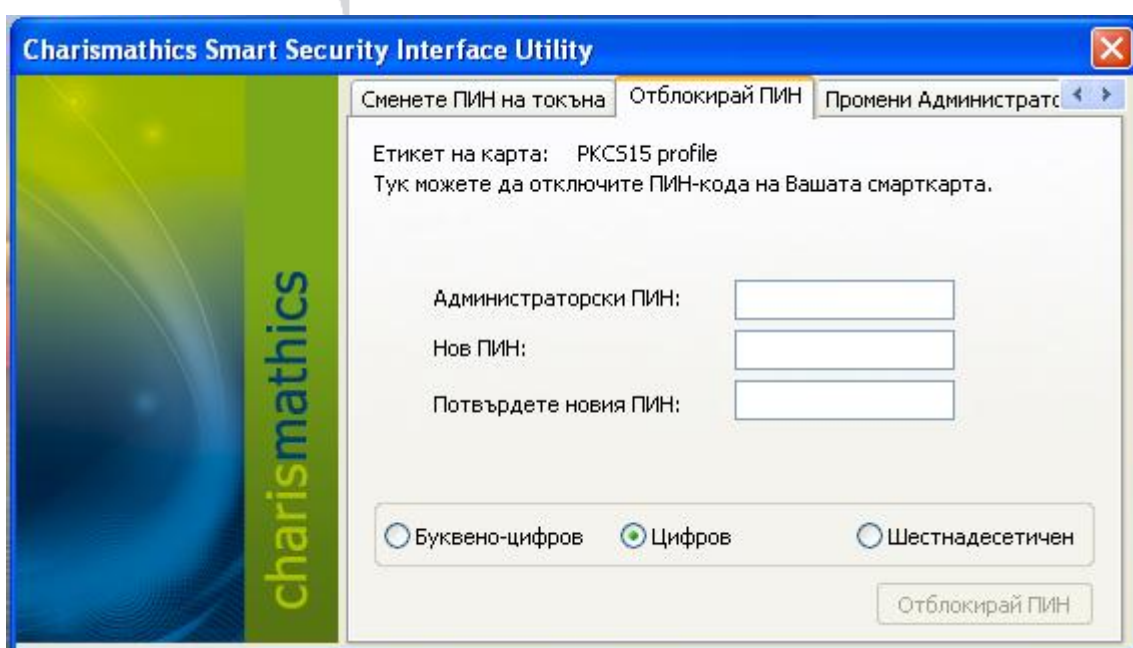 Charismathics Smart Security Interface Utility
Сменете ПИН на токъна Отблокирай ПИН Промени Администратс
Етикет на карта: PKCS15 profile
Тук можете да отключите ПИН-кода на Вашата смарткарта.
charismathics
Администраторски ПИН:
Нов ПИН:
Потвърдете новия ПИН:
Буквено-цифров Цифров Шестнадесетичен
Отблокирай ПИН